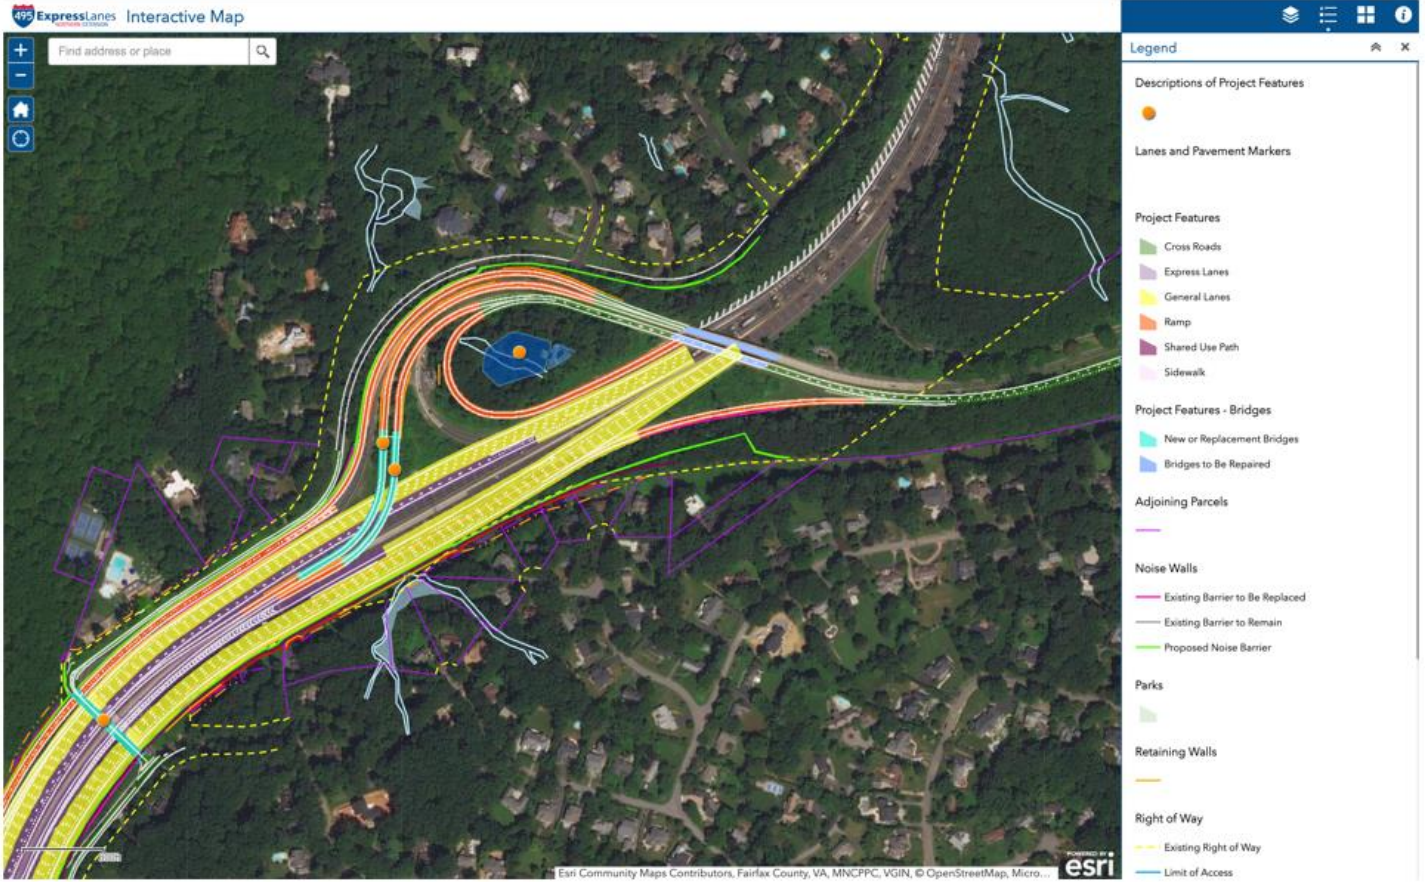 495 ExpressLanes
NORTHERN EXTENSION
Interactive Map
Find address or place
Legend
Descriptions of Project Features
Lanes and Pavement Markers
Project Features
Cross Roads
Express Lanes
General Lanes
Ramp
Shared Use Path
Sidewalk
Project Features - Bridges
New or Replacement Bridges
Bridges to Be Repaired
Adjoining Parcels
Noise Walls
Existing Barrier to Be Replaced
Existing Barrier to Remain
Proposed Noise Barrier
Parks
Retaining Walls
Right of Way
Existing Right of Way
Limit of Access
POWERED BY
esri
Esri Community Maps Contributors, Fairfax County, VA, MNCPPC, VGIN, © OpenStreetMap, Micro...